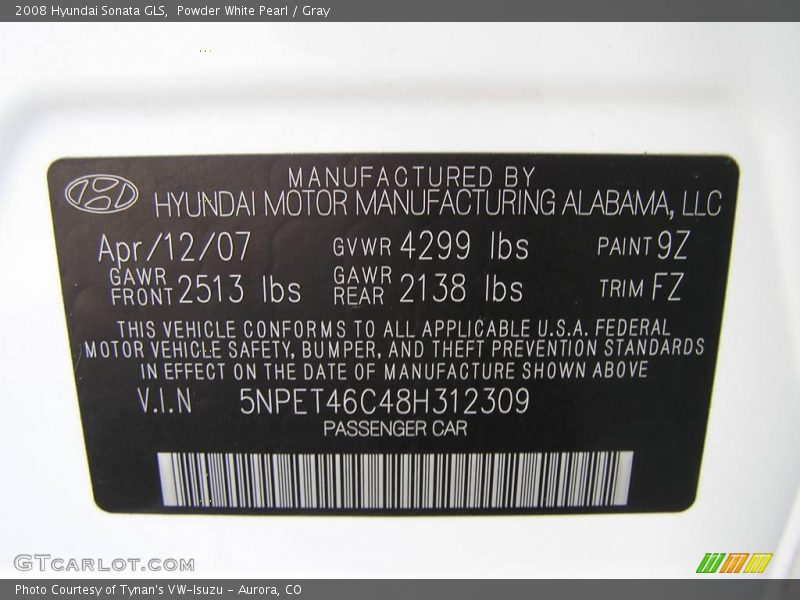 2008 Hyundai Sonata GLS,  Powder White Pearl / Gray
MANUFACTURED BY
HYUNDAI MOTOR MANUFACTURING ALABAMA, LLC
Apr/12/07 GVWR 4299 lbs PAINT 9Z
GAWR FRONT 2513 lbs GAWR REAR 2138 lbs TRIM FZ
THIS VEHICLE CONFORMS TO ALL APPLICABLE U.S.A. FEDERAL
MOTOR VEHICLE SAFETY, BUMPER, AND THEFT PREVENTION STANDARDS
IN EFFECT ON THE DATE OF MANUFACTURE SHOWN ABOVE
V.I.N 5NPET46C48H312309
PASSENGER CAR
GTCARLOT.COM
Photo Courtesy of Tynan's VW-Isuzu - Aurora, CO